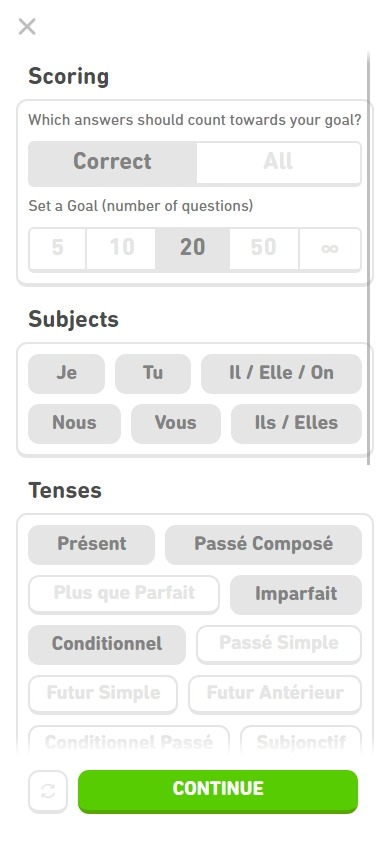 Scoring
Which answers should count towards your goal?
Correct All
Set a Goal (number of questions)
5 10 20 50 ∞
Subjects
Je Tu Il / Elle / On
Nous Vous Ils / Elles
Tenses
Présent Passé Composé
Plus que Parfait Imparfait
Conditionnel Passé Simple
Futur Simple Futur Antérieur
Conditionnel Passé Subjonctif
CONTINUE